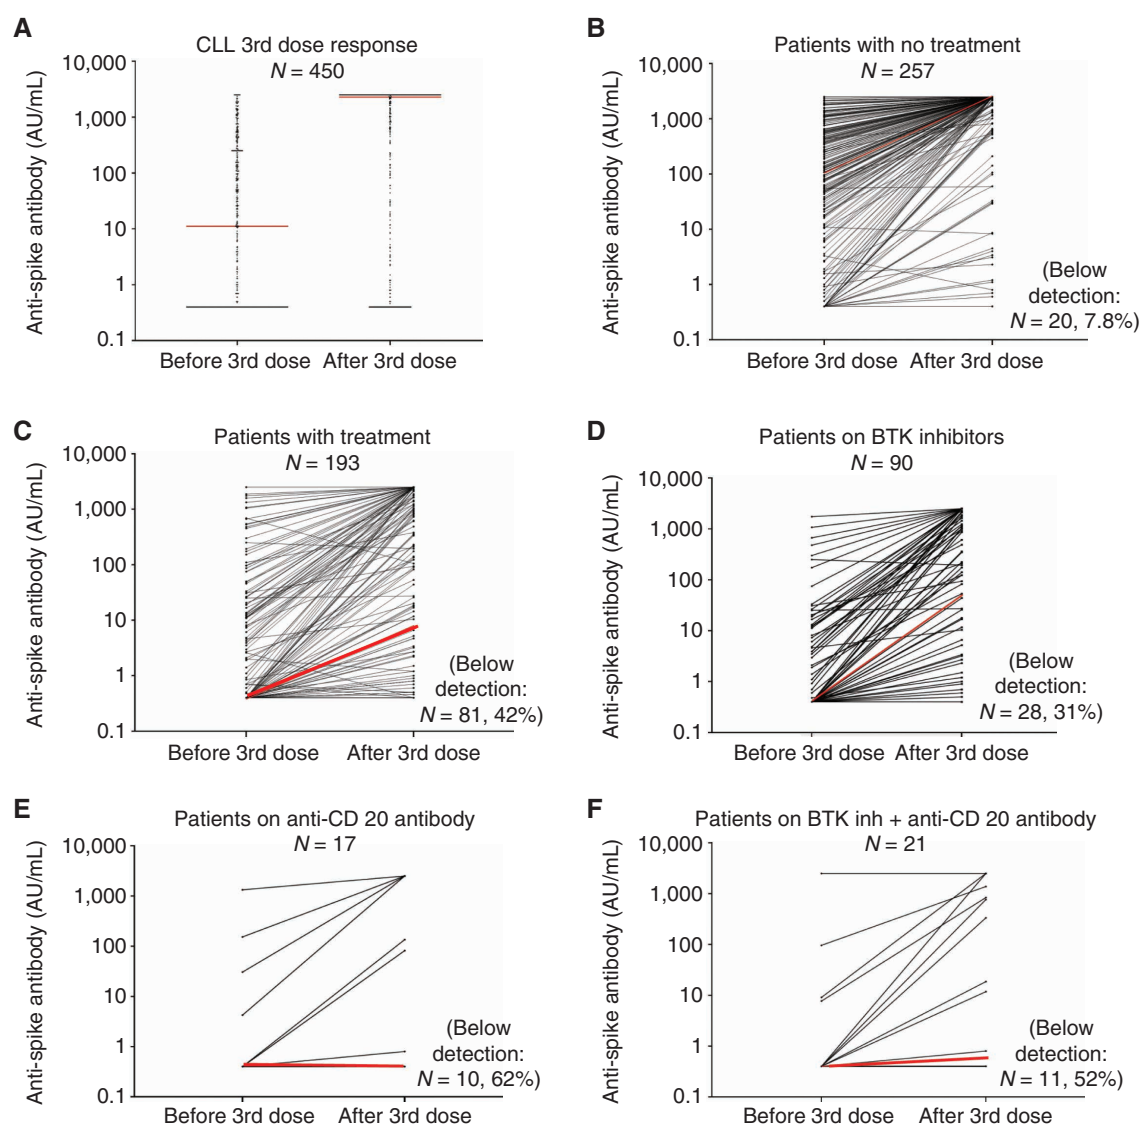 A
CLL 3rd dose response
N = 450
Anti-spike antibody (AU/mL)
10,000
1,000
100
10
1
0.1
Before 3rd dose
After 3rd dose
B
Patients with no treatment
N = 257
Anti-spike antibody (AU/mL)
10,000
1,000
100
10
1
0.1
(Below
detection:
N = 20, 7.8%)
Before 3rd dose
After 3rd dose
C
Patients with treatment
N = 193
Anti-spike antibody (AU/mL)
10,000
1,000
100
10
1
0.1
(Below
detection:
N = 81, 42%)
Before 3rd dose
After 3rd dose
D
Patients on BTK inhibitors
N = 90
Anti-spike antibody (AU/mL)
10,000
1,000
100
10
1
0.1
(Below
detection:
N = 28, 31%)
Before 3rd dose
After 3rd dose
E
Patients on anti-CD 20 antibody
N = 17
Anti-spike antibody (AU/mL)
10,000
1,000
100
10
1
0.1
(Below
detection:
N = 10, 62%)
Before 3rd dose
After 3rd dose
F
Patients on BTK inh + anti-CD 20 antibody
N = 21
Anti-spike antibody (AU/mL)
10,000
1,000
100
10
1
0.1
(Below
detection:
N = 11, 52%)
Before 3rd dose
After 3rd dose